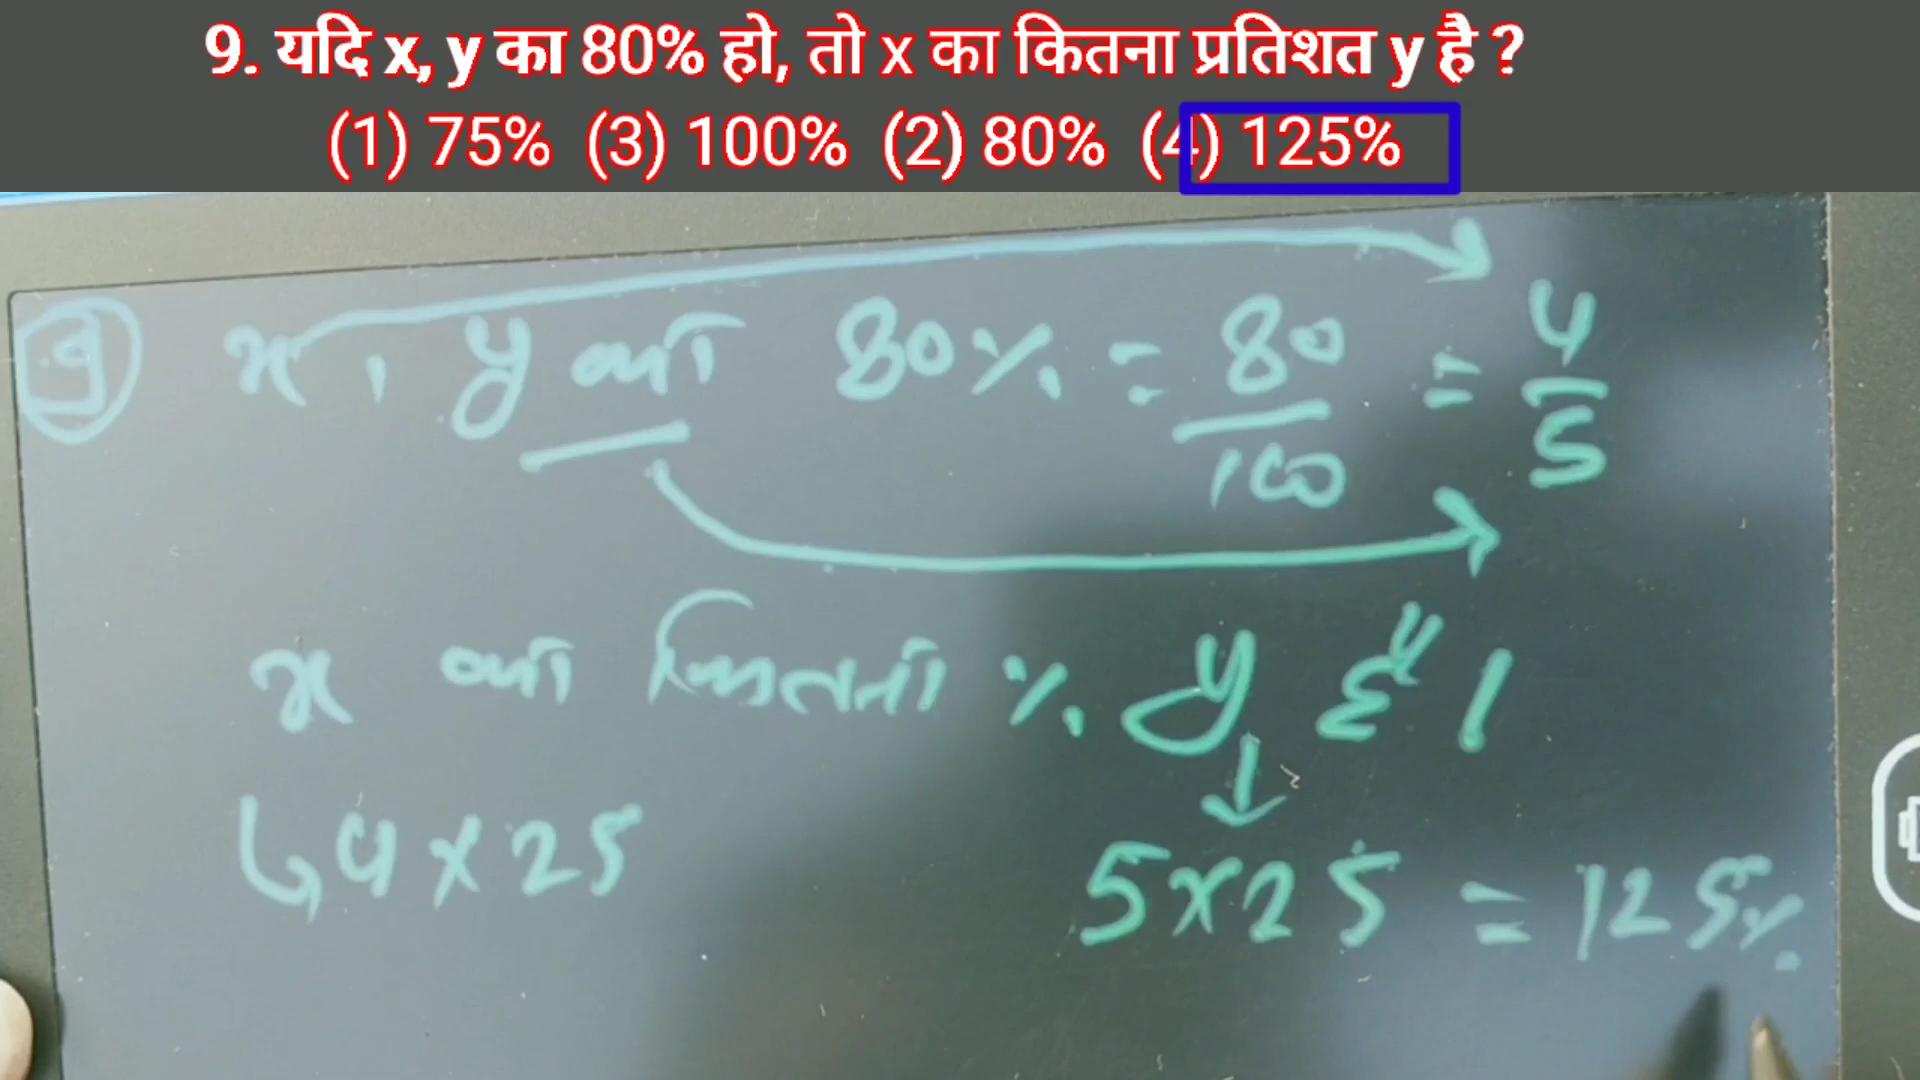 9. यदि x, y का 80% हो, तो x का कितना प्रतिशत y है ?
(1) 75% (3) 100% (2) 80% (4) 125%
9 x, y का 80% = 80/100 = 4/5
x का कितना % y है।
4 × 25 5 × 25 = 125%